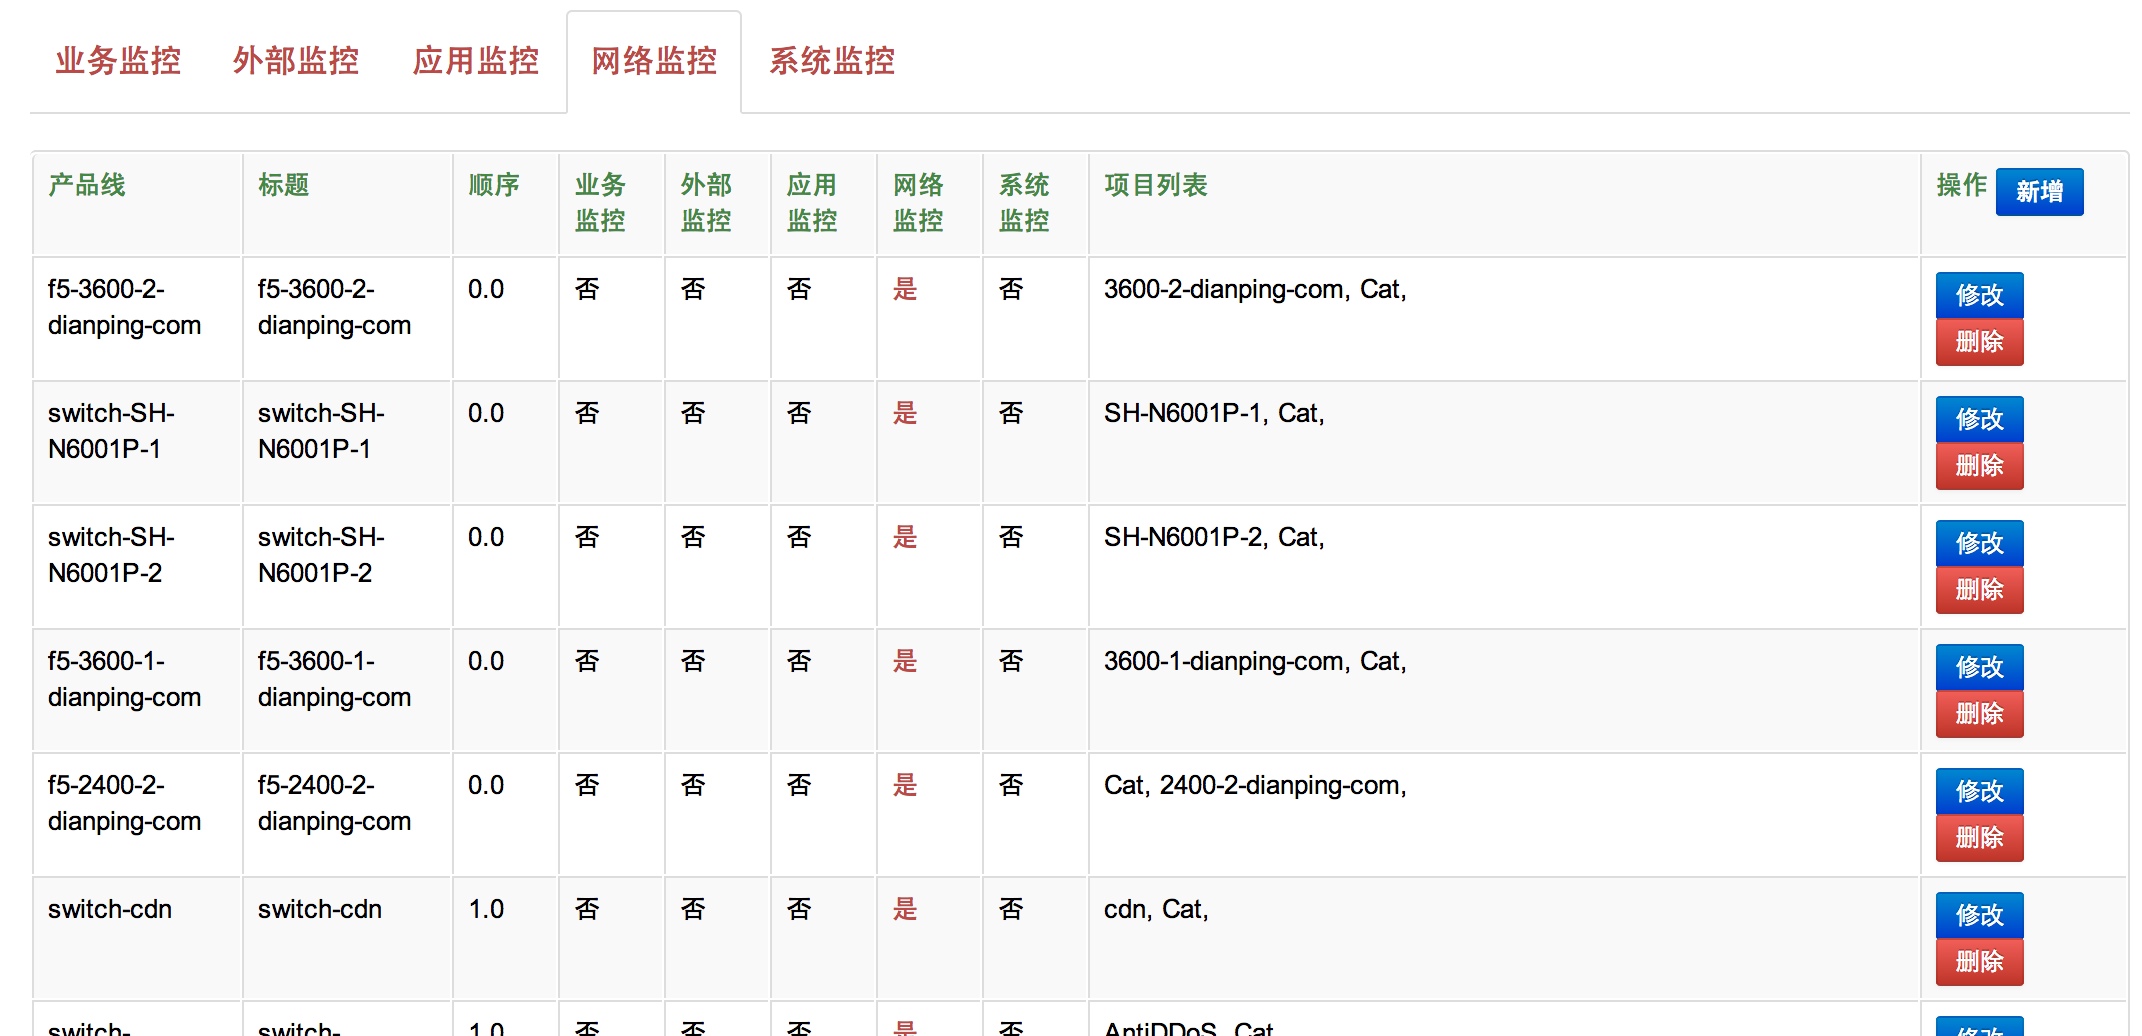 业务监控 外部监控 应用监控 网络监控 系统监控
产品线 标题 顺序 业务 外部 应用 网络 系统 项目列表 操作 新增
监控 监控 监控 监控 监控
f5-3600-2- f5-3600-2- 0.0 否 否 否 是 否 3600-2-dianping-com, Cat, 修改
dianping-com dianping-com 删除
switch-SH- switch-SH- 0.0 否 否 否 是 否 SH-N6001P-1, Cat, 修改
N6001P-1 N6001P-1 删除
switch-SH- switch-SH- 0.0 否 否 否 是 否 SH-N6001P-2, Cat, 修改
N6001P-2 N6001P-2 删除
f5-3600-1- f5-3600-1- 0.0 否 否 否 是 否 3600-1-dianping-com, Cat, 修改
dianping-com dianping-com 删除
f5-2400-2- f5-2400-2- 0.0 否 否 否 是 否 Cat, 2400-2-dianping-com, 修改
dianping-com dianping-com 删除
switch-cdn switch-cdn 1.0 否 否 否 是 否 cdn, Cat, 修改
删除
switch- switch- 1.0 否 否 否 是 否 AntiDDoS, Cat 修改